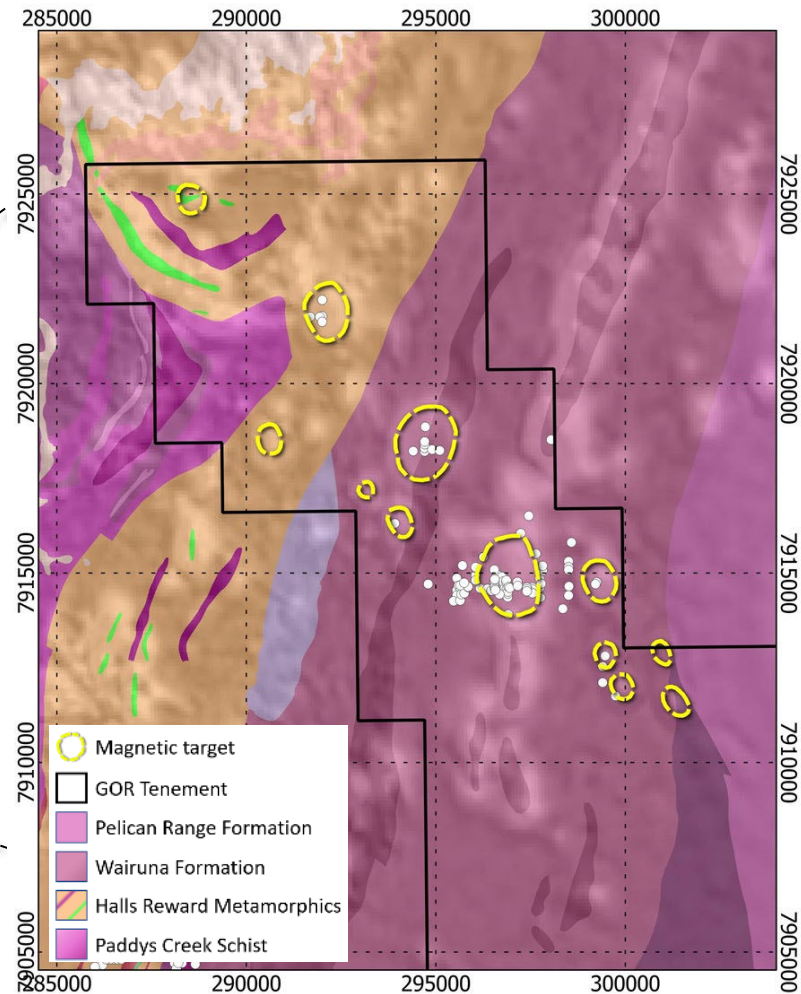 285000 290000 295000 300000
7925000 7925000
7920000 7920000
7915000 7915000
7910000 7910000
Magnetic target
GOR Tenement
Pelican Range Formation
Wairuna Formation
Halls Reward Metamorphics
Paddys Creek Schist
7905000 7905000
285000 290000 295000 300000